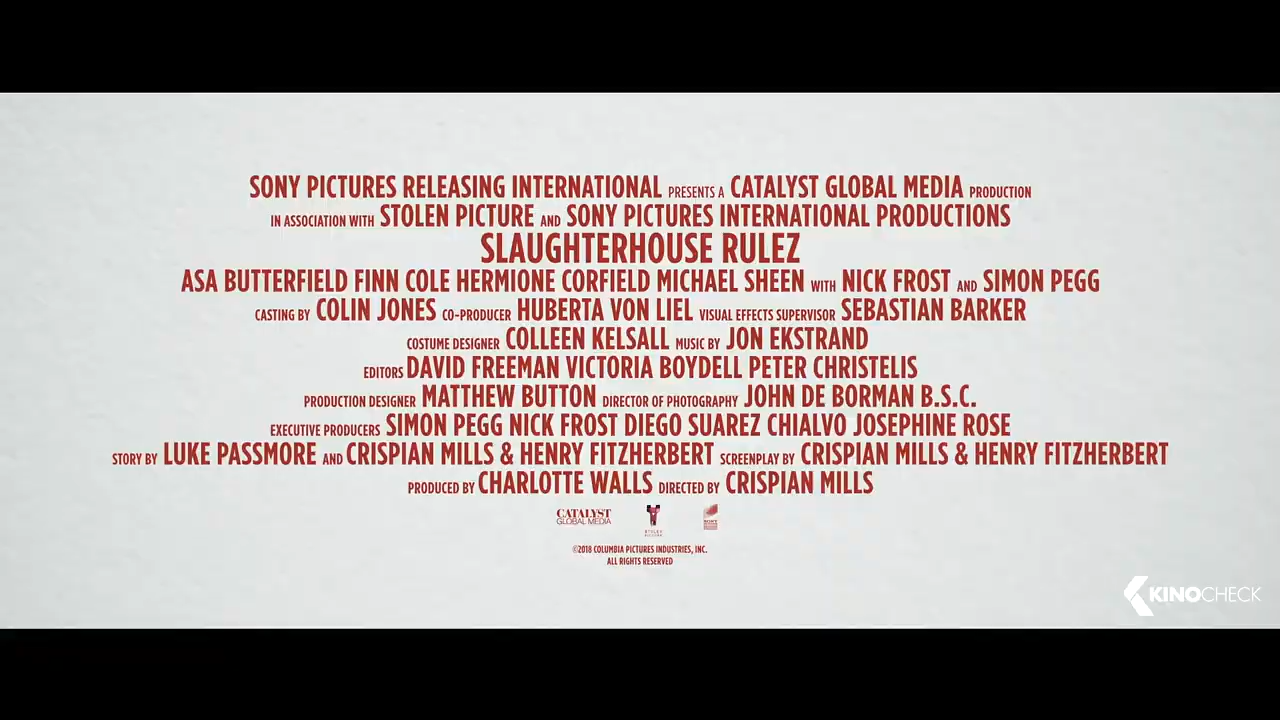 SONY PICTURES RELEASING INTERNATIONAL PRESENTS A CATALYST GLOBAL MEDIA PRODUCTION
IN ASSOCIATION WITH STOLEN PICTURE AND SONY PICTURES INTERNATIONAL PRODUCTIONS
SLAUGHTERHOUSE RULEZ
ASA BUTTERFIELD FINN COLE HERMIONE CORFIELD MICHAEL SHEEN WITH NICK FROST AND SIMON PEGG
CASTING BY COLIN JONES CO-PRODUCER HUBERTA VON LIEL VISUAL EFFECTS SUPERVISOR SEBASTIAN BARKER
COSTUME DESIGNER COLLEEN KELSALL MUSIC BY JON EKSTRAND
EDITORS DAVID FREEMAN VICTORIA BOYDELL PETER CHRISTELIS
PRODUCTION DESIGNER MATTHEW BUTTON DIRECTOR OF PHOTOGRAPHY JOHN DE BORMAN B.S.C.
EXECUTIVE PRODUCERS SIMON PEGG NICK FROST DIEGO SUAREZ CHIALVO JOSEPHINE ROSE
STORY BY LUKE PASSMORE AND CRISPIAN MILLS & HENRY FITZHERBERT SCREENPLAY BY CRISPIAN MILLS & HENRY FITZHERBERT
PRODUCED BY CHARLOTTE WALLS DIRECTED BY CRISPIAN MILLS
CATALYST
GLOBAL MEDIA
SONY
©2018 COLUMBIA PICTURES INDUSTRIES, INC.
ALL RIGHTS RESERVED
KINOCHECK